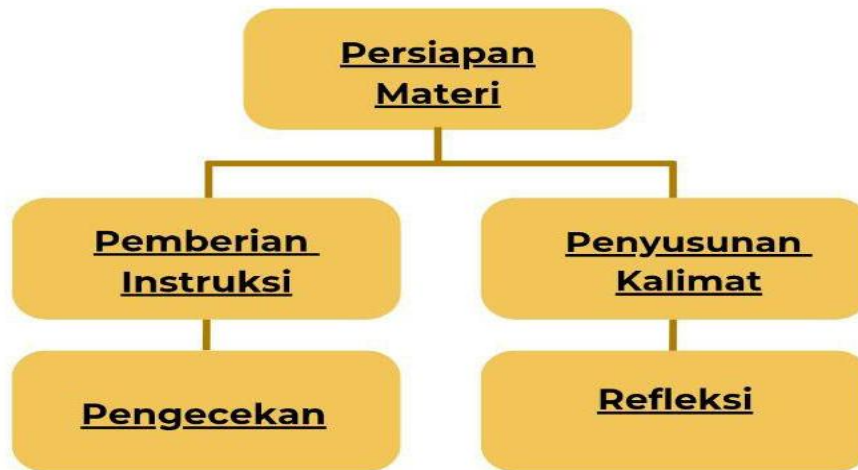 Persiapan
Materi
Pemberian
Instruksi
Penyusunan
Kalimat
Pengecekan
Refleksi